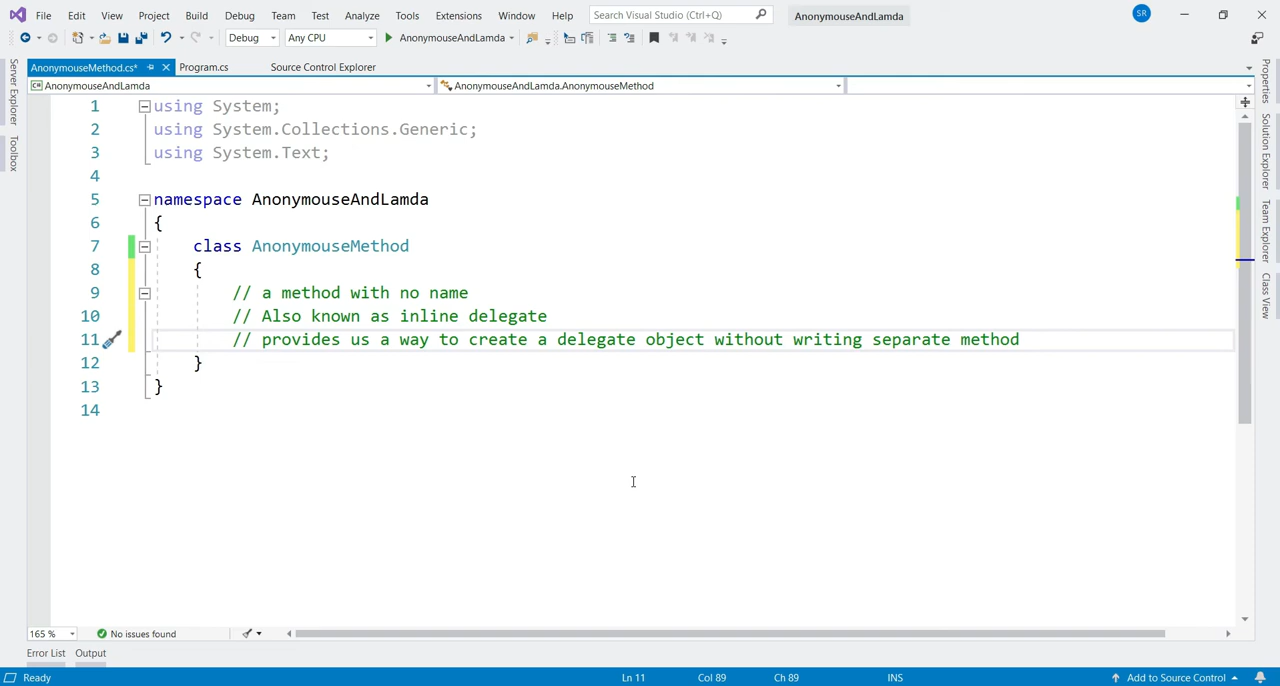 File Edit View Project Build Debug Team Test Analyze Tools Extensions Window Help Search Visual Studio (Ctrl+Q) AnonymouseAndLamda SR
Debug Any CPU AnonymouseAndLamda
AnonymouseMethod.cs* Program.cs Source Control Explorer
AnonymouseAndLamda AnonymouseAndLamda.AnonymouseMethod
Server Explorer
Toolbox
1 using System;
2 using System.Collections.Generic;
3 using System.Text;
4
5 namespace AnonymouseAndLamda
6 {
7 class AnonymouseMethod
8 {
9 // a method with no name
10 // Also known as inline delegate
11 // provides us a way to create a delegate object without writing separate method
12 }
13 }
14
Properties
Solution Explorer
Team Explorer
Class View
165 % No issues found
Error List Output
Ready Ln 11 Col 89 Ch 89 INS Add to Source Control